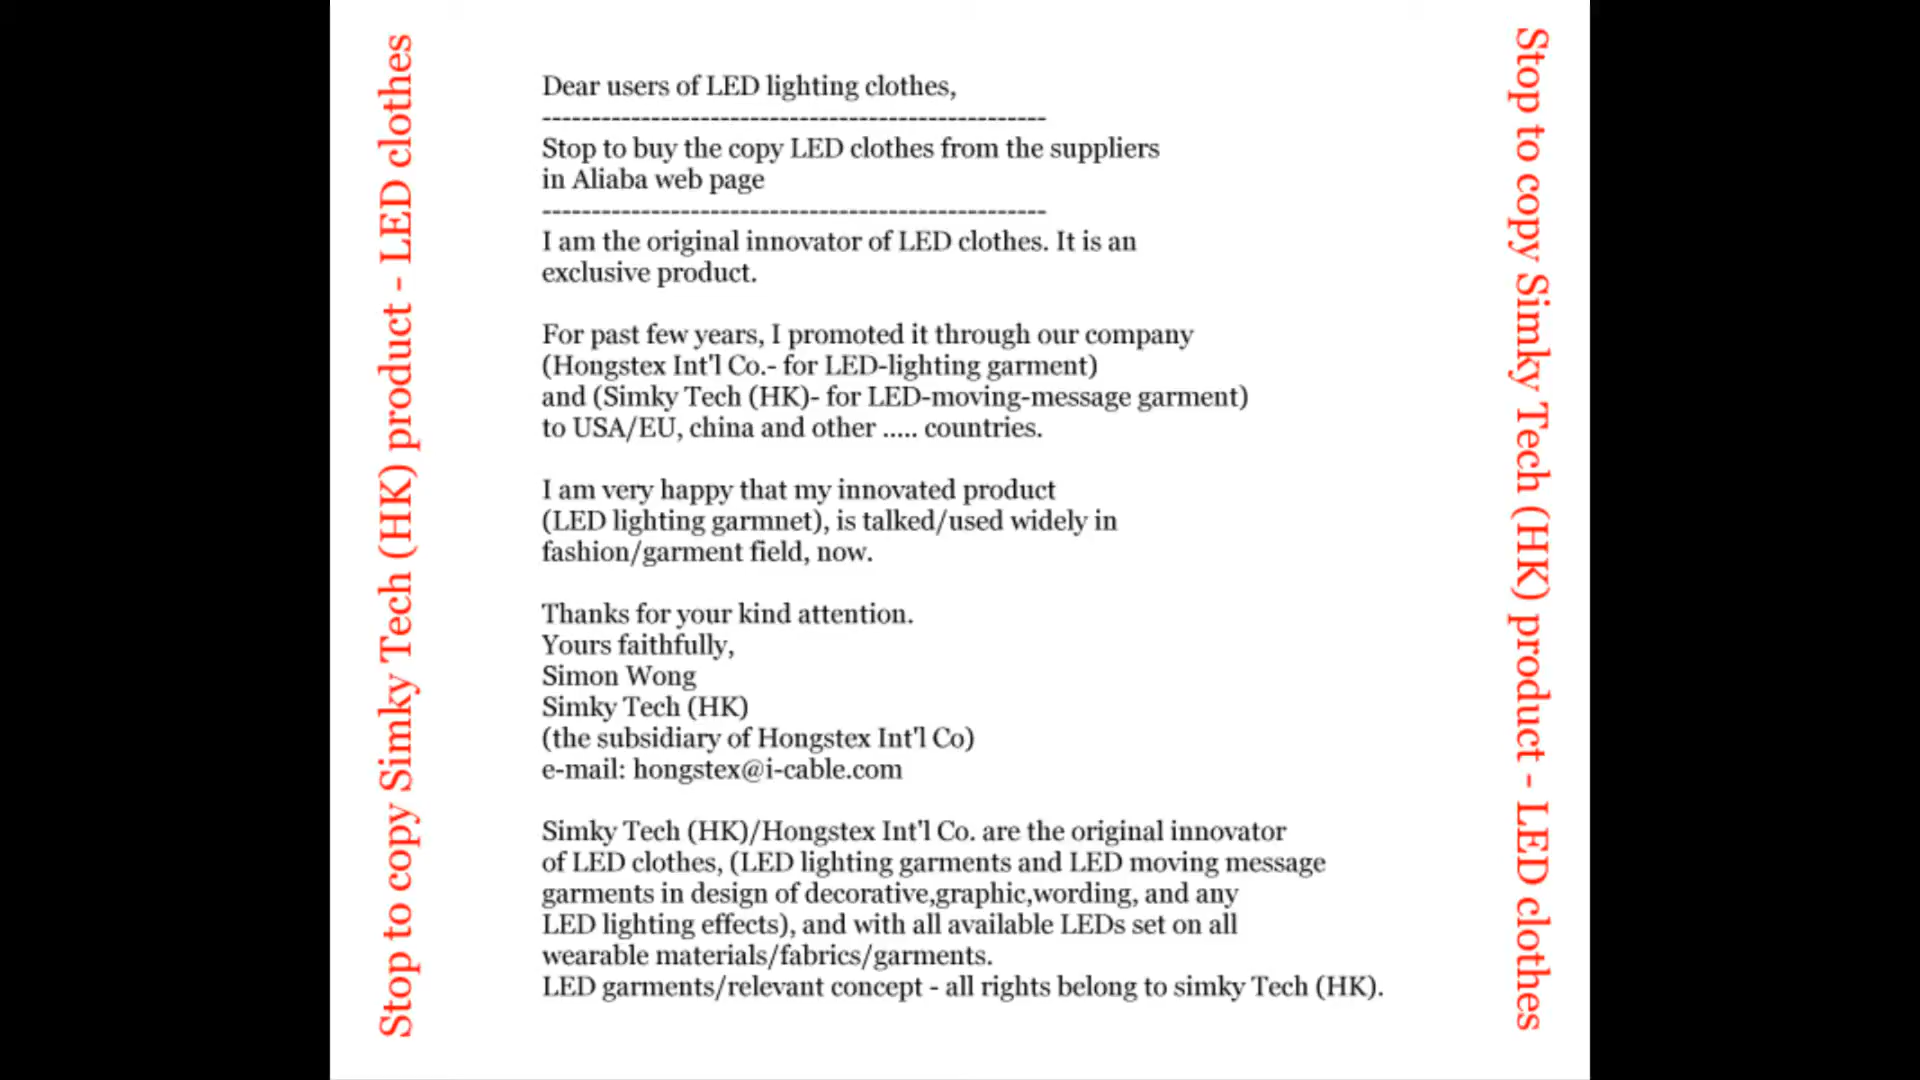 Stop to copy Simky Tech (HK) product - LED clothes
Dear users of LED lighting clothes,
---------------------------------------------------
Stop to buy the copy LED clothes from the suppliers
in Aliaba web page
---------------------------------------------------
I am the original innovator of LED clothes. It is an
exclusive product.
For past few years, I promoted it through our company
(Hongstex Int'l Co.- for LED-lighting garment)
and (Simky Tech (HK)- for LED-moving-message garment)
to USA/EU, china and other ..... countries.
I am very happy that my innovated product
(LED lighting garmnet), is talked/used widely in
fashion/garment field, now.
Thanks for your kind attention.
Yours faithfully,
Simon Wong
Simky Tech (HK)
(the subsidiary of Hongstex Int'l Co)
e-mail: hongstex@i-cable.com
Simky Tech (HK)/Hongstex Int'l Co. are the original innovator
of LED clothes, (LED lighting garments and LED moving message
garments in design of decorative,graphic,wording, and any
LED lighting effects), and with all available LEDs set on all
wearable materials/fabrics/garments.
LED garments/relevant concept - all rights belong to simky Tech (HK).
Stop to copy Simky Tech (HK) product - LED clothes